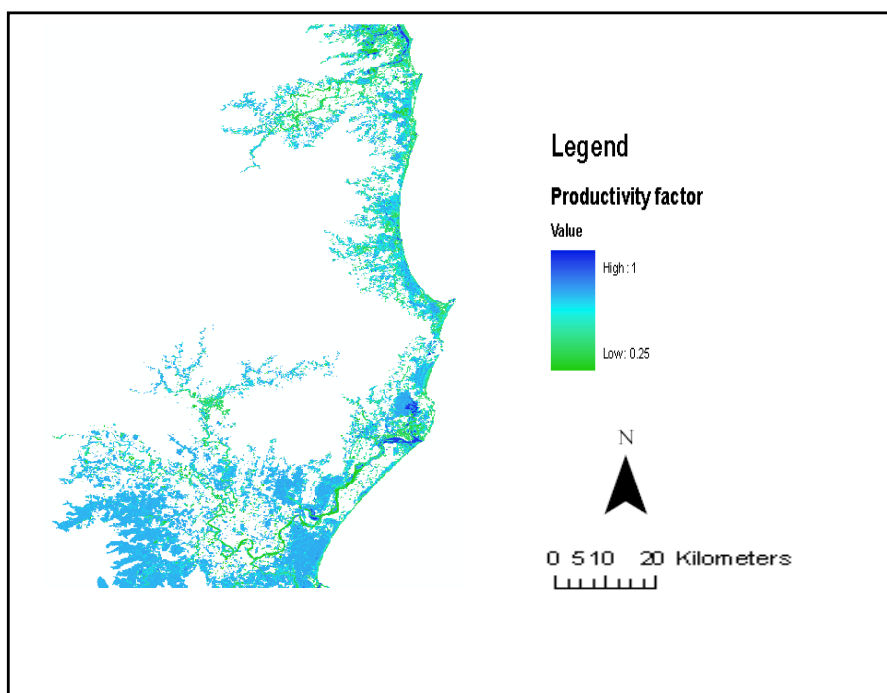 Legend
Productivity factor
Value
High : 1
Low : 0.25
N
0 5 10 20 Kilometers